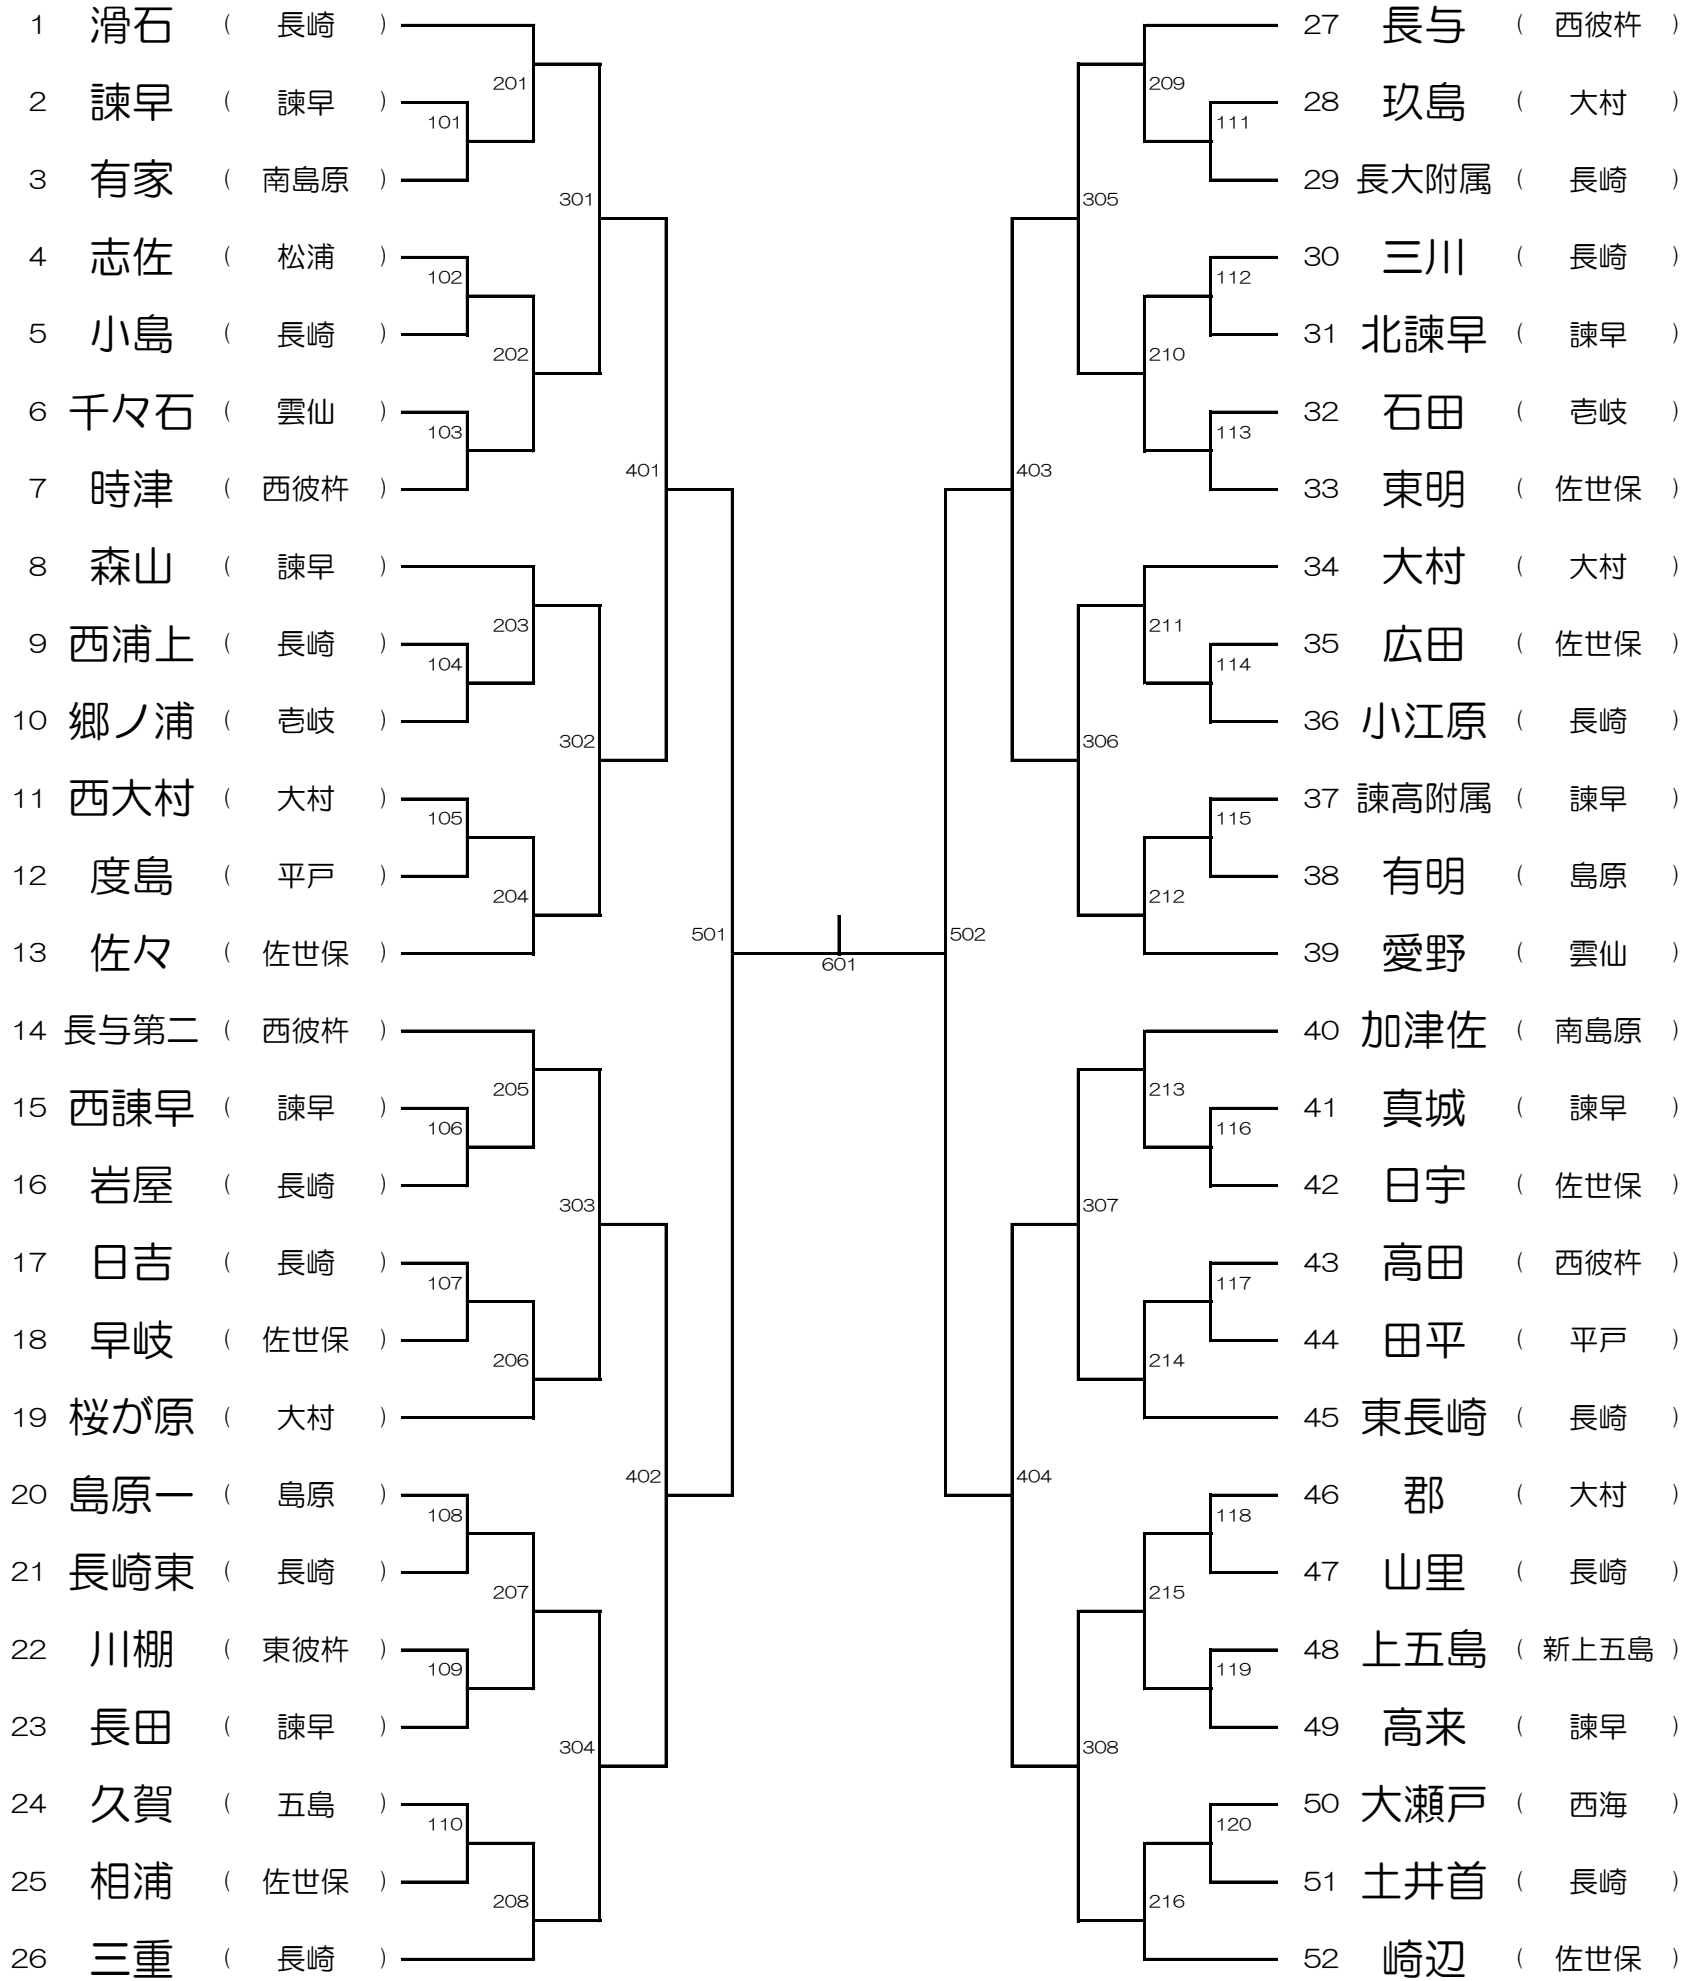 1 滑石 ( 長崎 )
2 諫早 ( 諫早 )
3 有家 ( 南島原 )
4 志佐 ( 松浦 )
5 小島 ( 長崎 )
6 千々石 ( 雲仙 )
7 時津 ( 西彼杵 )
8 森山 ( 諫早 )
9 西浦上 ( 長崎 )
10 郷ノ浦 ( 壱岐 )
11 西大村 ( 大村 )
12 度島 ( 平戸 )
13 佐々 ( 佐世保 )
14 長与第二 ( 西彼杵 )
15 西諌早 ( 諫早 )
16 岩屋 ( 長崎 )
17 日吉 ( 長崎 )
18 早岐 ( 佐世保 )
19 桜が原 ( 大村 )
20 島原一 ( 島原 )
21 長崎東 ( 長崎 )
22 川棚 ( 東彼杵 )
23 長田 ( 諫早 )
24 久賀 ( 五島 )
25 相浦 ( 佐世保 )
26 三重 ( 長崎 )
101
102
103
104
105
106
107
108
109
110
201
202
203
204
205
206
207
208
301
302
303
304
401
402
501
601
502
403
404
305
306
307
308
209
210
211
212
213
214
215
216
111
112
113
114
115
116
117
118
119
120
27 長与 ( 西彼杵 )
28 玖島 ( 大村 )
29 長大附属 ( 長崎 )
30 三川 ( 長崎 )
31 北諫早 ( 諫早 )
32 石田 ( 壱岐 )
33 東明 ( 佐世保 )
34 大村 ( 大村 )
35 広田 ( 佐世保 )
36 小江原 ( 長崎 )
37 諫高附属 ( 諫早 )
38 有明 ( 島原 )
39 愛野 ( 雲仙 )
40 加津佐 ( 南島原 )
41 真城 ( 諫早 )
42 日宇 ( 佐世保 )
43 高田 ( 西彼杵 )
44 田平 ( 平戸 )
45 東長崎 ( 長崎 )
46 郡 ( 大村 )
47 山里 ( 長崎 )
48 上五島 ( 新上五島 )
49 高来 ( 諫早 )
50 大瀬戸 ( 西海 )
51 土井首 ( 長崎 )
52 崎辺 ( 佐世保 )